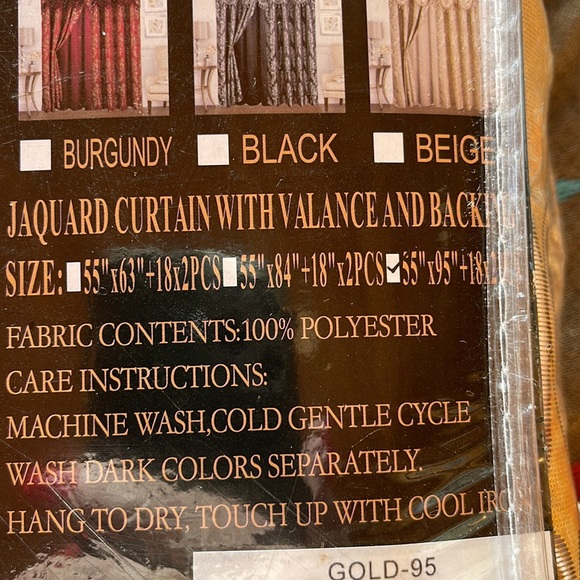 BURGUNDY BLACK BEIGE
JAQUARD CURTAIN WITH VALANCE AND
SIZE: 55"x63"+18x2PCS 55"x84"+18"x2PCS 55"x95"+18x
FABRIC CONTENTS:100% POLYESTER
CARE INSTRUCTIONS:
MACHINE WASH,COLD GENTLE CYCLE
WASH DARK COLORS SEPARATELY.
HANG TO DRY, TOUCH UP WITH COOL IRON
GOLD-95